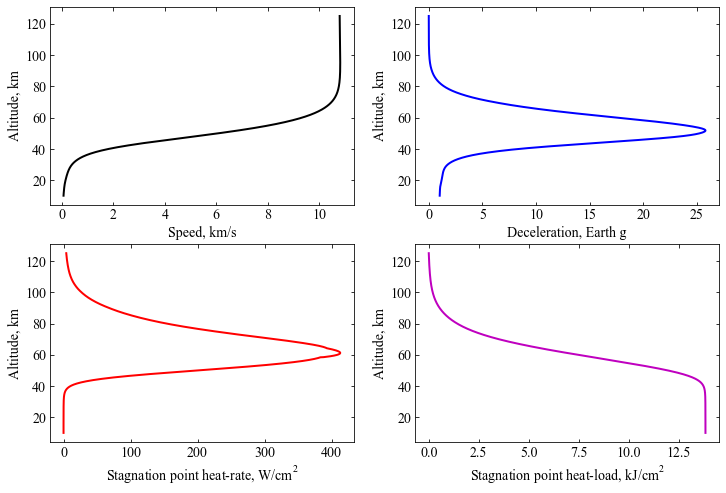 120
100
80
60
40
20
Altitude, km
0 2 4 6 8 10
Speed, km/s
120
100
80
60
40
20
Altitude, km
0 5 10 15 20 25
Deceleration, Earth g
120
100
80
60
40
20
Altitude, km
0 100 200 300 400
Stagnation point heat-rate, W/cm²
120
100
80
60
40
20
Altitude, km
0.0 2.5 5.0 7.5 10.0 12.5
Stagnation point heat-load, kJ/cm²